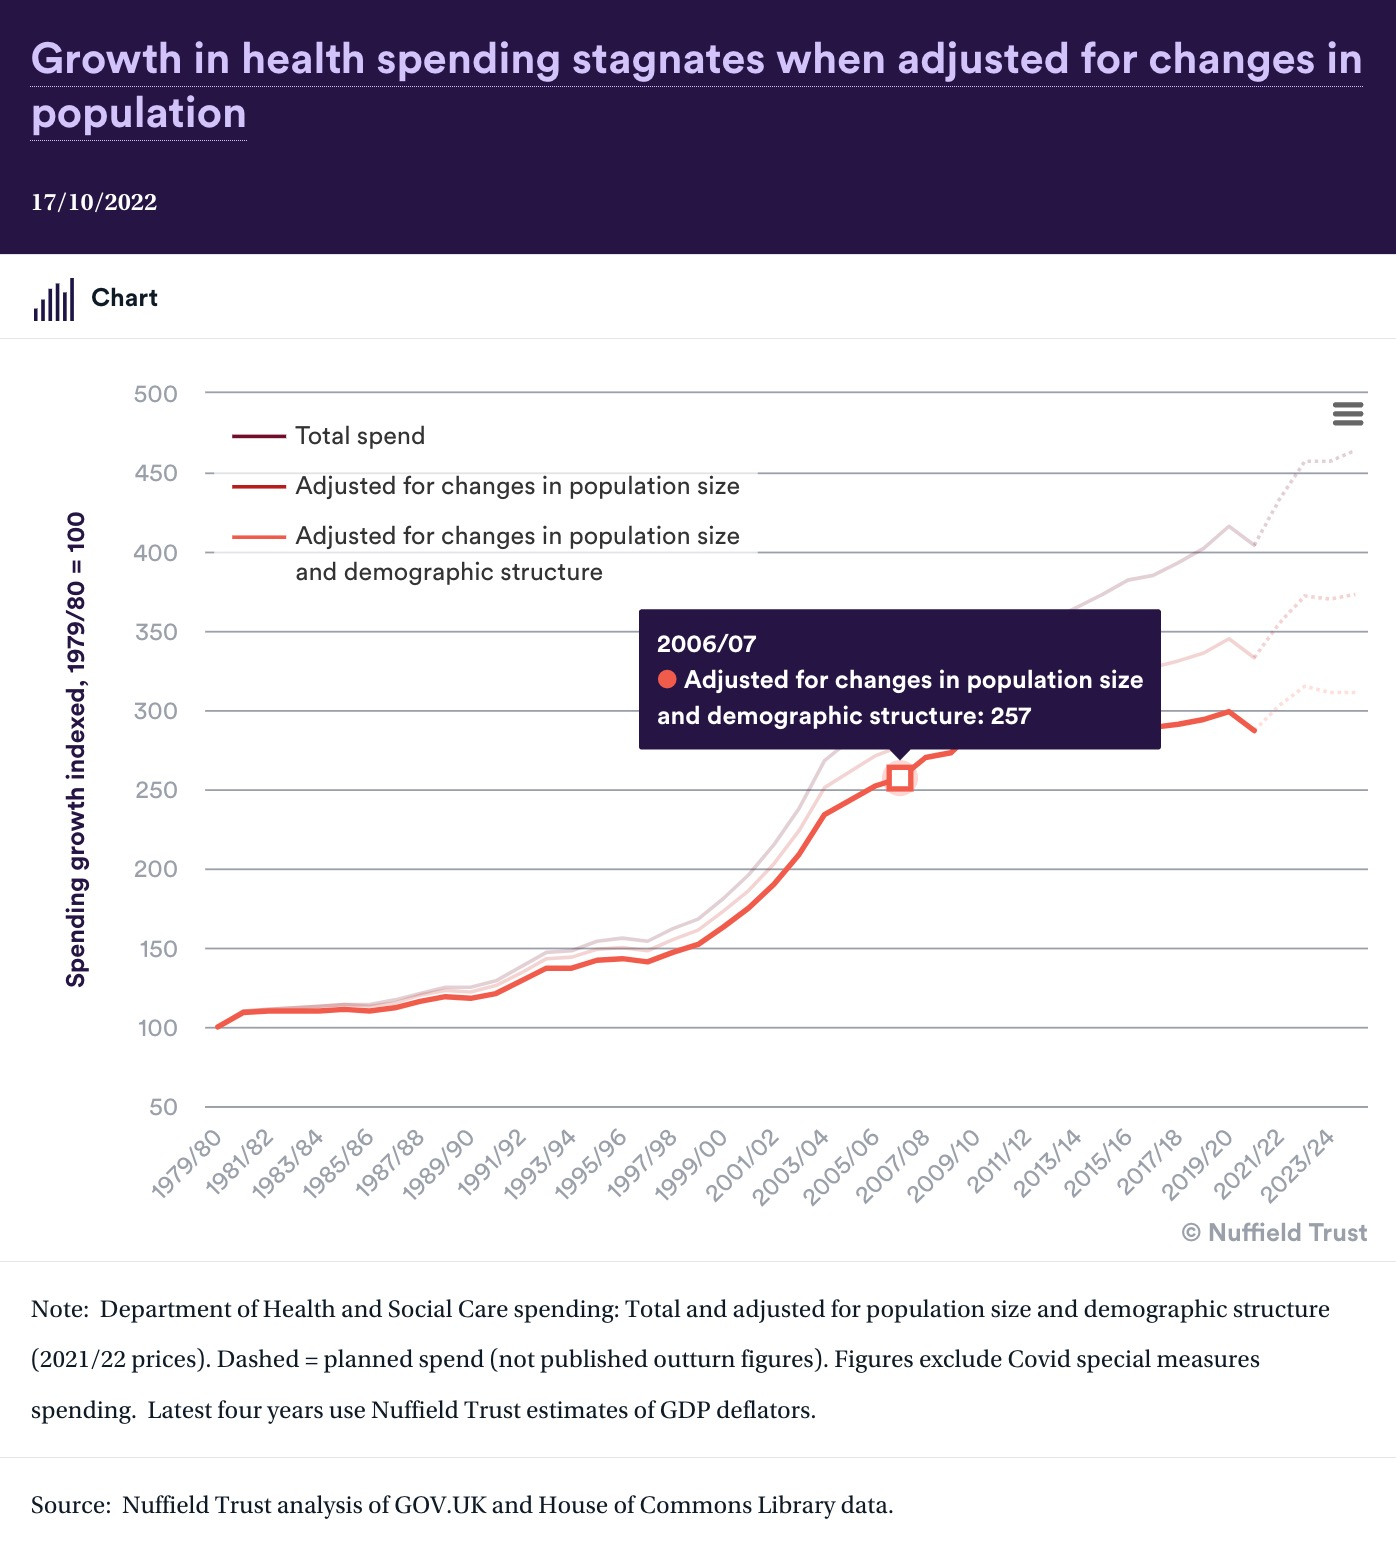 Growth in health spending stagnates when adjusted for changes in
population
17/10/2022
Chart
500
450
400
350
300
250
200
150
100
50
Spending growth indexed, 1979/80 = 100
Total spend
Adjusted for changes in population size
Adjusted for changes in population size
and demographic structure
2006/07
Adjusted for changes in population size
and demographic structure: 257
1979/80
1981/82
1983/84
1985/86
1987/88
1989/90
1991/92
1993/94
1995/96
1997/98
1999/00
2001/02
2003/04
2005/06
2007/08
2009/10
2011/12
2013/14
2015/16
2017/18
2019/20
2021/22
2023/24
© Nuffield Trust
Note:  Department of Health and Social Care spending: Total and adjusted for population size and demographic structure
(2021/22 prices). Dashed = planned spend (not published outturn figures). Figures exclude Covid special measures
spending.  Latest four years use Nuffield Trust estimates of GDP deflators.
Source:  Nuffield Trust analysis of GOV.UK and House of Commons Library data.